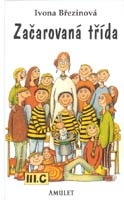 Ivona Březinová
Začarovaná třída
III.C
AMULET